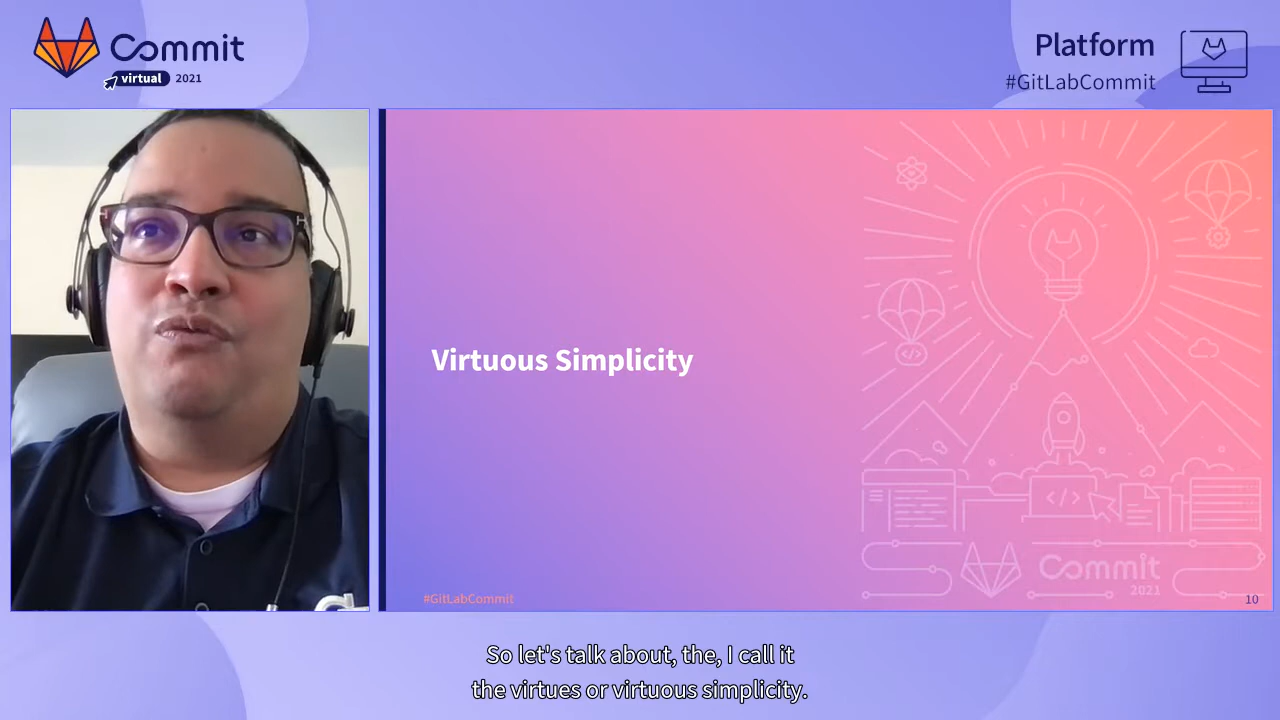 Commit
virtual 2021
Platform
#GitLabCommit
Virtuous Simplicity
</>
Commit
2021
#GitLabCommit
10
So let's talk about, the, I call it
the virtues or virtuous simplicity.